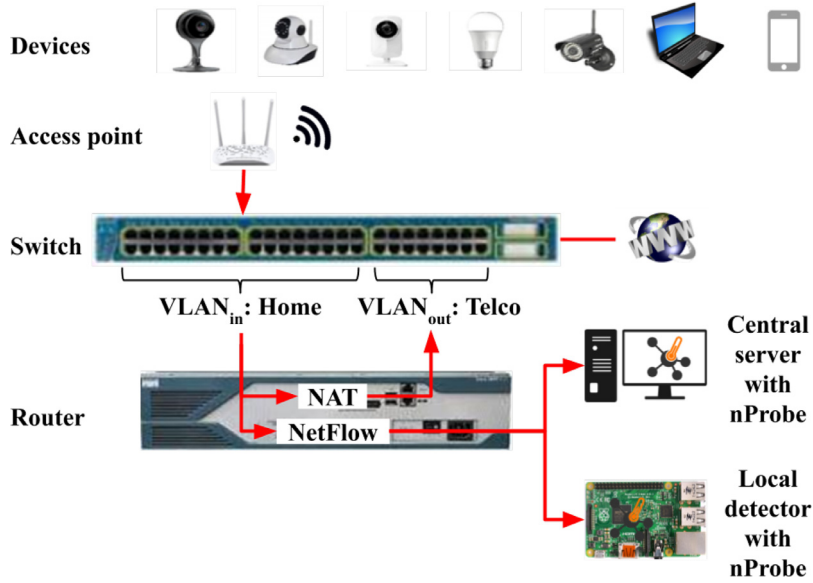 Devices
Access point
Switch
WWW
VLANin: Home
VLANout: Telco
Router
NAT
NetFlow
Central
server
with
nProbe
Local
detector
with
nProbe